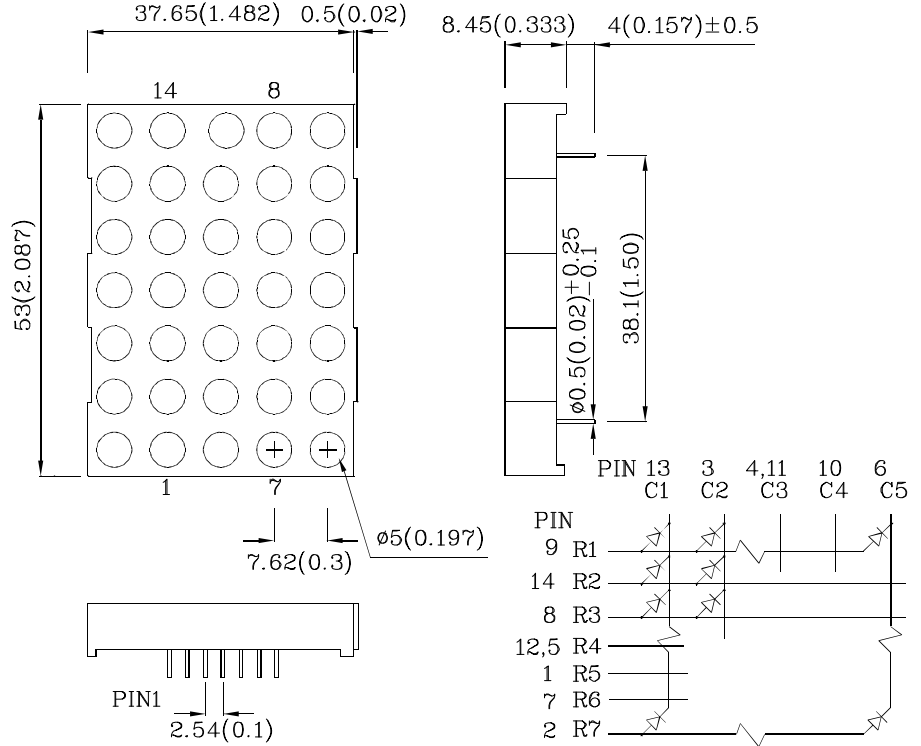 37.65(1.482)
0.5(0.02)
8.45(0.333)
4(0.157)±0.5
14
8
53(2.087)
ø0.5(0.02)+0.25
−0.1
38.1(1.50)
1
7
ø5(0.197)
7.62(0.3)
PIN1
2.54(0.1)
PIN 13 3 4,11 10 6
C1 C2 C3 C4 C5
PIN
9 R1
14 R2
8 R3
12,5 R4
1 R5
7 R6
2 R7